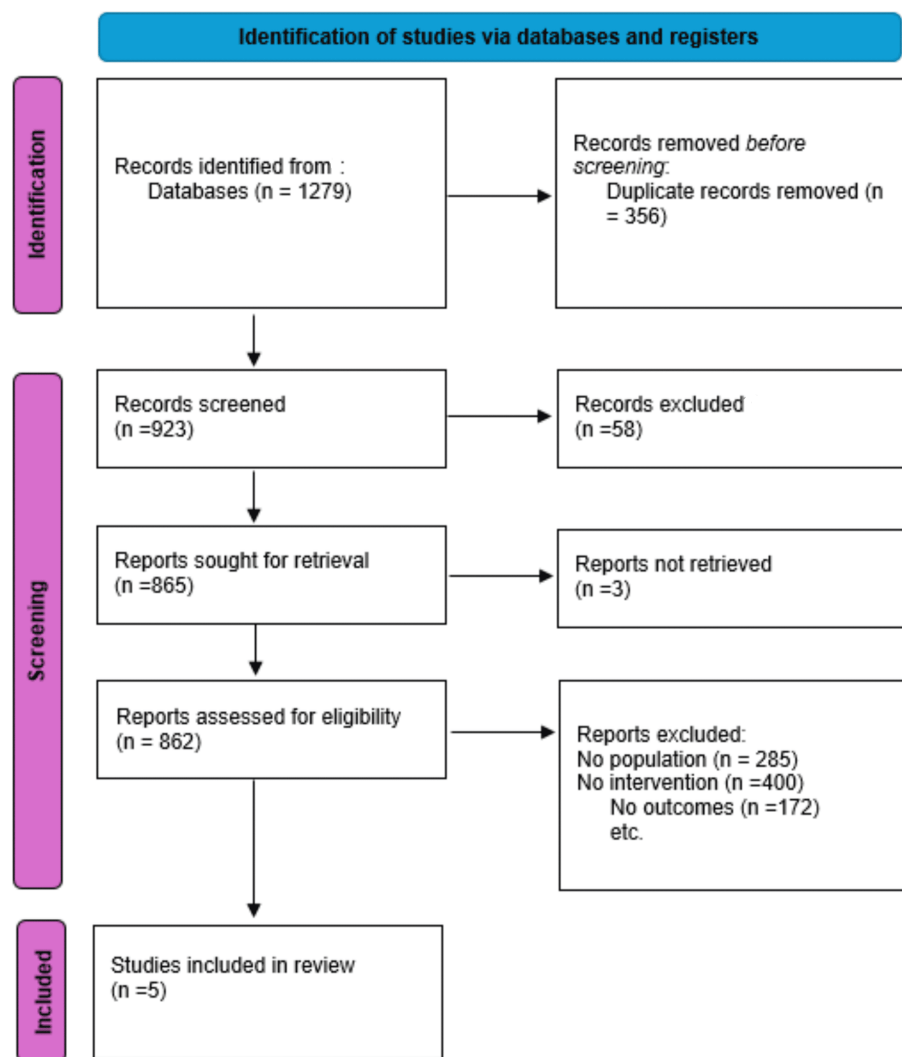 Identification of studies via databases and registers
Identification
Records identified from :
Databases (n = 1279)
Records removed before
screening:
Duplicate records removed (n
= 356)
Screening
Records screened
(n =923)
Records excluded
(n =58)
Reports sought for retrieval
(n =865)
Reports not retrieved
(n =3)
Reports assessed for eligibility
(n = 862)
Reports excluded:
No population (n = 285)
No intervention (n =400)
No outcomes (n =172)
etc.
Included
Studies included in review
(n =5)